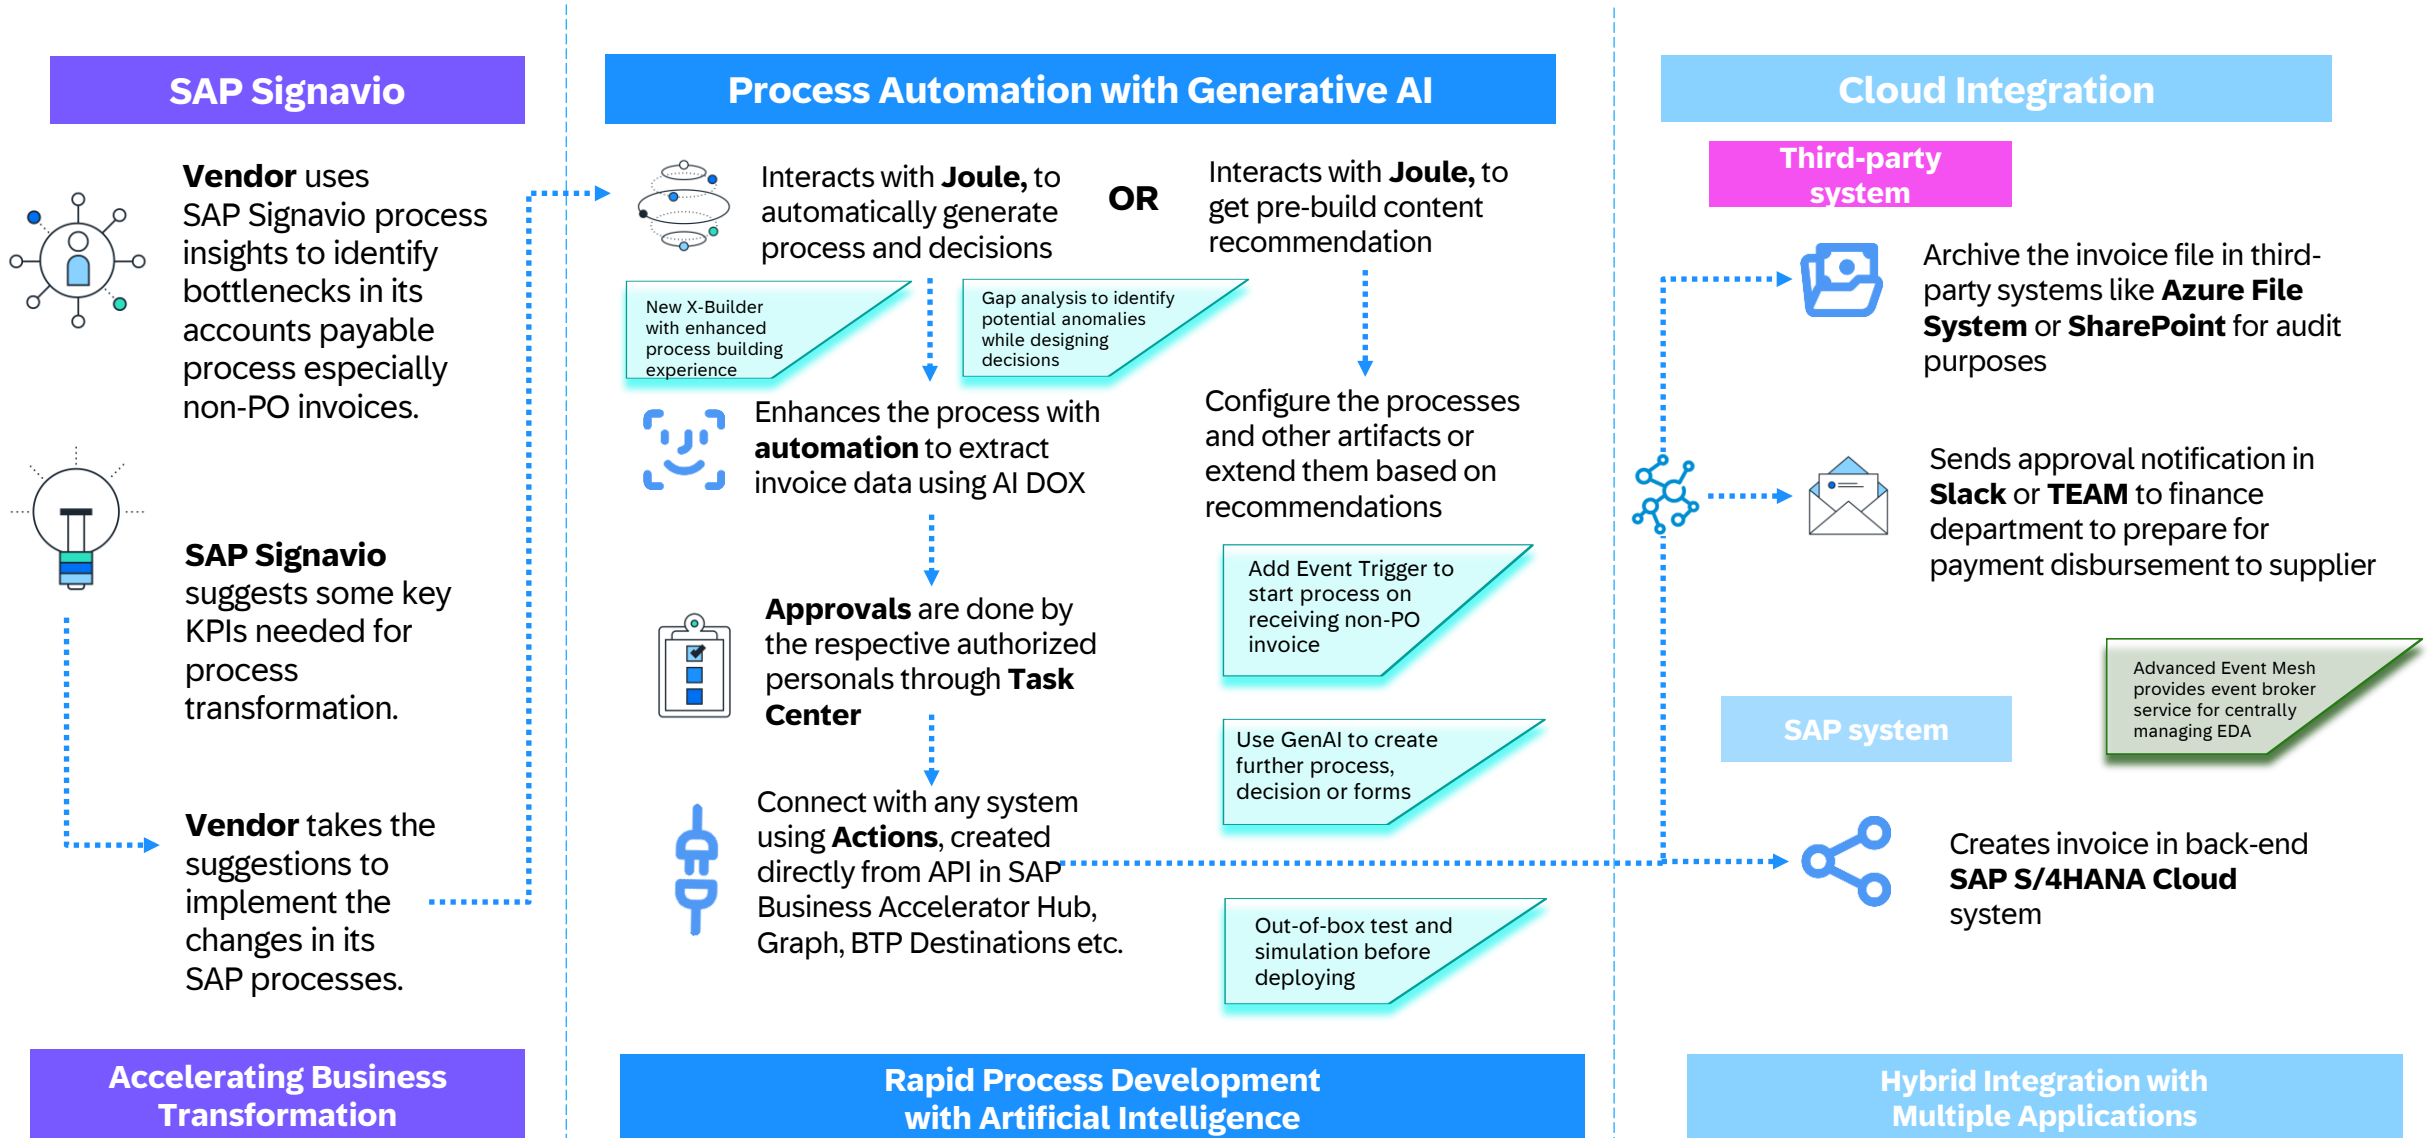 SAP Signavio
Vendor uses
SAP Signavio process
insights to identify
bottlenecks in its
accounts payable
process especially
non-PO invoices.
SAP Signavio
suggests some key
KPIs needed for
process
transformation.
Vendor takes the
suggestions to
implement the
changes in its
SAP processes.
Accelerating Business
Transformation
Process Automation with Generative AI
Interacts with Joule, to
automatically generate
process and decisions
OR
Interacts with Joule, to
get pre-build content
recommendation
New X-Builder
with enhanced
process building
experience
Gap analysis to identify
potential anomalies
while designing
decisions
Enhances the process with
automation to extract
invoice data using AI DOX
Configure the processes
and other artifacts or
extend them based on
recommendations
Approvals are done by
the respective authorized
personals through Task
Center
Add Event Trigger to
start process on
receiving non-PO
invoice
Use GenAI to create
further process,
decision or forms
Connect with any system
using Actions, created
directly from API in SAP
Business Accelerator Hub,
Graph, BTP Destinations etc.
Out-of-box test and
simulation before
deploying
Rapid Process Development
with Artificial Intelligence
Cloud Integration
Third-party
system
Archive the invoice file in third-
party systems like Azure File
System or SharePoint for audit
purposes
Sends approval notification in
Slack or TEAM to finance
department to prepare for
payment disbursement to supplier
Advanced Event Mesh
provides event broker
service for centrally
managing EDA
SAP system
Creates invoice in back-end
SAP S/4HANA Cloud
system
Hybrid Integration with
Multiple Applications